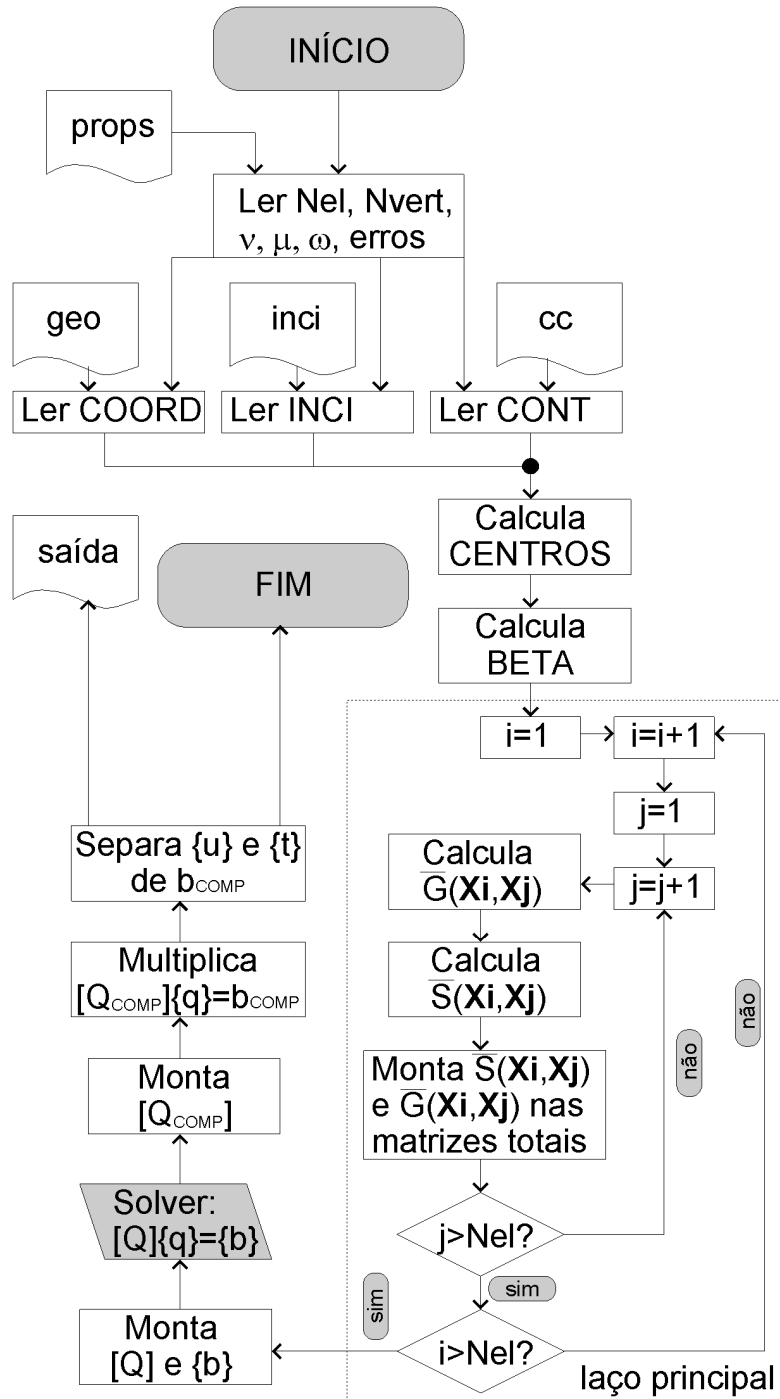 INÍCIO
props
Ler Nel, Nvert,
ν, μ, ω, erros
geo
inci
cc
Ler COORD
Ler INCI
Ler CONT
Calcula
CENTROS
saída
FIM
Calcula
BETA
i=1
i=i+1
j=1
j=j+1
Calcula
G̅(Xi,Xj)
Calcula
S̅(Xi,Xj)
Monta S̅(Xi,Xj)
e G̅(Xi,Xj) nas
matrizes totais
não
não
j>Nel?
sim
sim
i>Nel?
laço principal
Monta
[Q] e {b}
Solver:
[Q]{q}={b}
Monta
[QCOMP]
Multiplica
[QCOMP]{q}=bCOMP
Separa {u} e {t}
de bCOMP